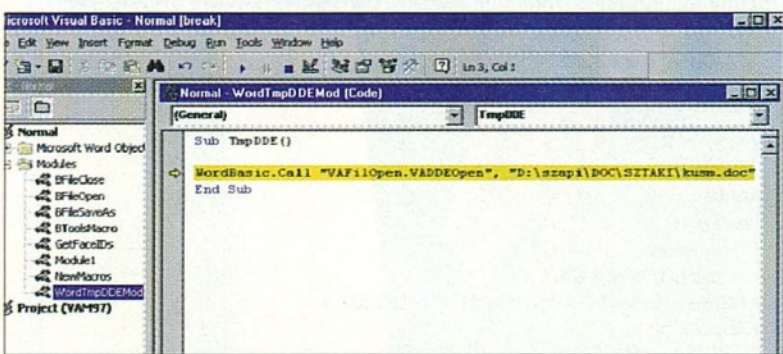 icrosoft Visual Basic - Normal [break]
Edit View Insert Format Debug Run Tools Window Help
Ln 3, Col 1
Normal - WordTmpDDEMod (Code)
(General)
TmpDDE
Normal
Microsoft Word Object
Modules
BFileClose
BFileOpen
BFileSaveAs
BToolsMacro
GetFaceIDs
Module1
NewMacros
WordTmpDDEMod
Project (VAM97)
Sub TmpDDE()
WordBasic.Call "VAFilOpen.VADDEOpen", "D:\szapi\DOC\SZTAKI\kusm.doc"
End Sub